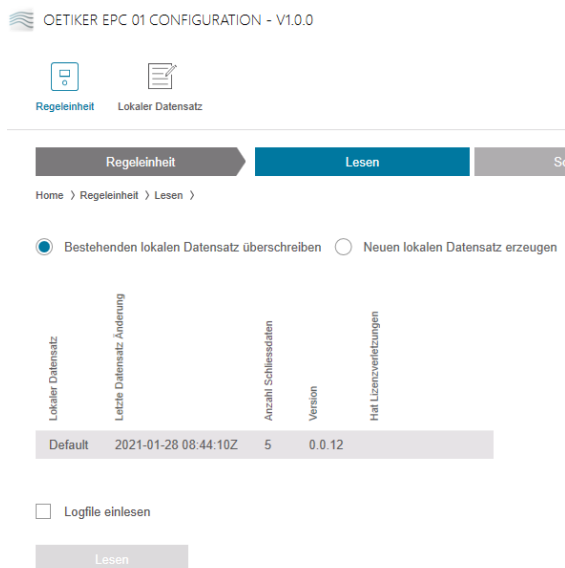 OETIKER EPC 01 CONFIGURATION - V1.0.0
Regeleinheit Lokaler Datensatz
Regeleinheit Lesen
Home > Regeleinheit > Lesen >
Bestehenden lokalen Datensatz überschreiben Neuen lokalen Datensatz erzeugen
Lokaler Datensatz
Letzte Datensatz Änderung
Anzahl Schliessdaten
Version
Hat Lizenzverletzungen
Default 2021-01-28 08:44:10Z 5 0.0.12
Logfile einlesen
Lesen